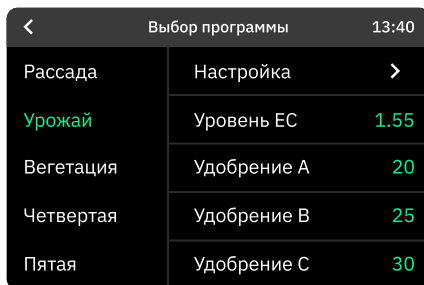 Выбор программы 13:40
Рассада Настройка
Урожай Уровень EC 1.55
Вегетация Удобрение A 20
Четвертая Удобрение B 25
Пятая Удобрение C 30